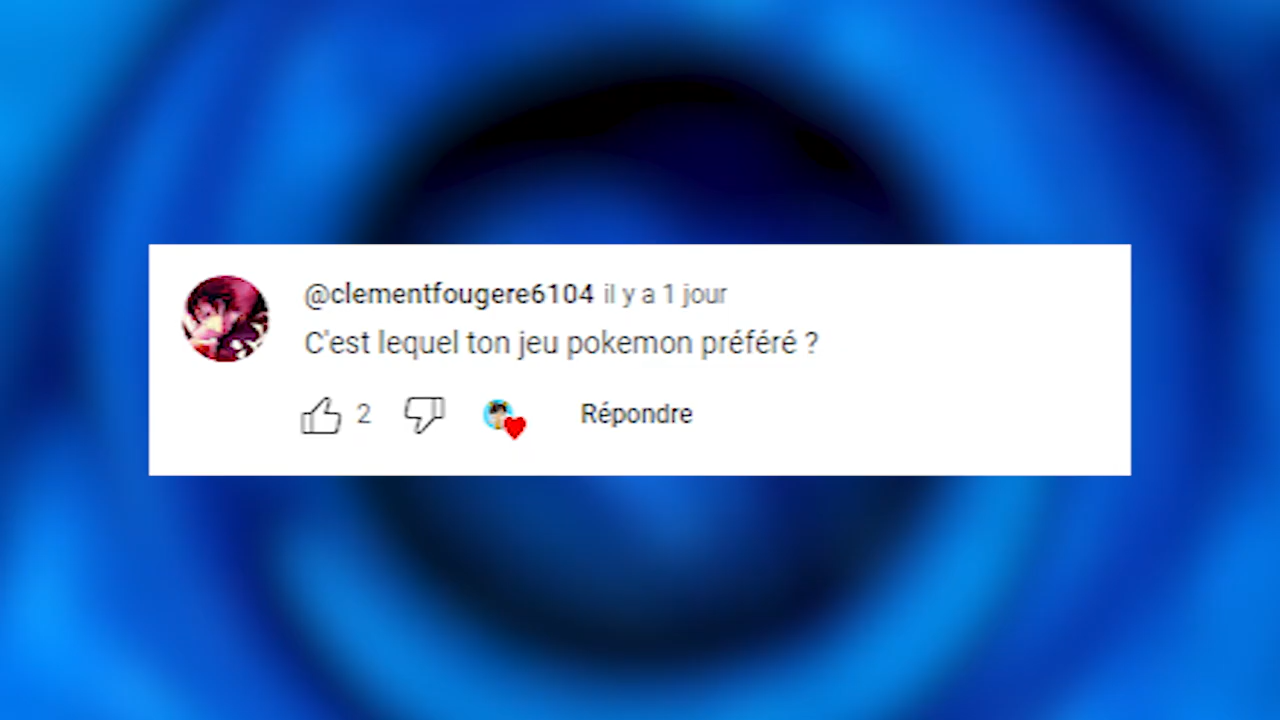 @clementfougere6104 il y a 1 jour
C'est lequel ton jeu pokemon préféré ?
2 Répondre